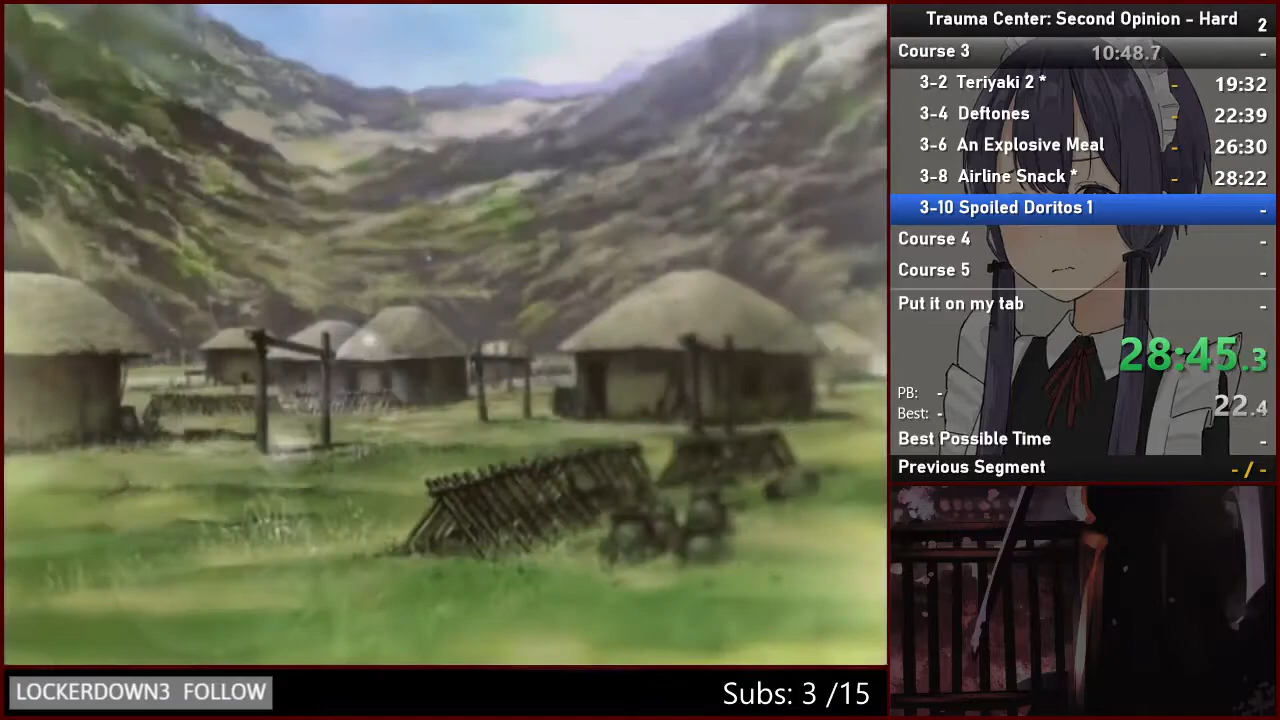 Trauma Center: Second Opinion - Hard 2
Course 3 10:48.7 -
3-2 Teriyaki 2 * - 19:32
3-4 Deftones - 22:39
3-6 An Explosive Meal - 26:30
3-8 Airline Snack * - 28:22
3-10 Spoiled Doritos 1 -
Course 4 -
Course 5 -
Put it on my tab -
28:45.3
PB: -
Best: - 22.4
Best Possible Time -
Previous Segment - / -
LOCKERDOWN3 FOLLOW
Subs: 3 /15